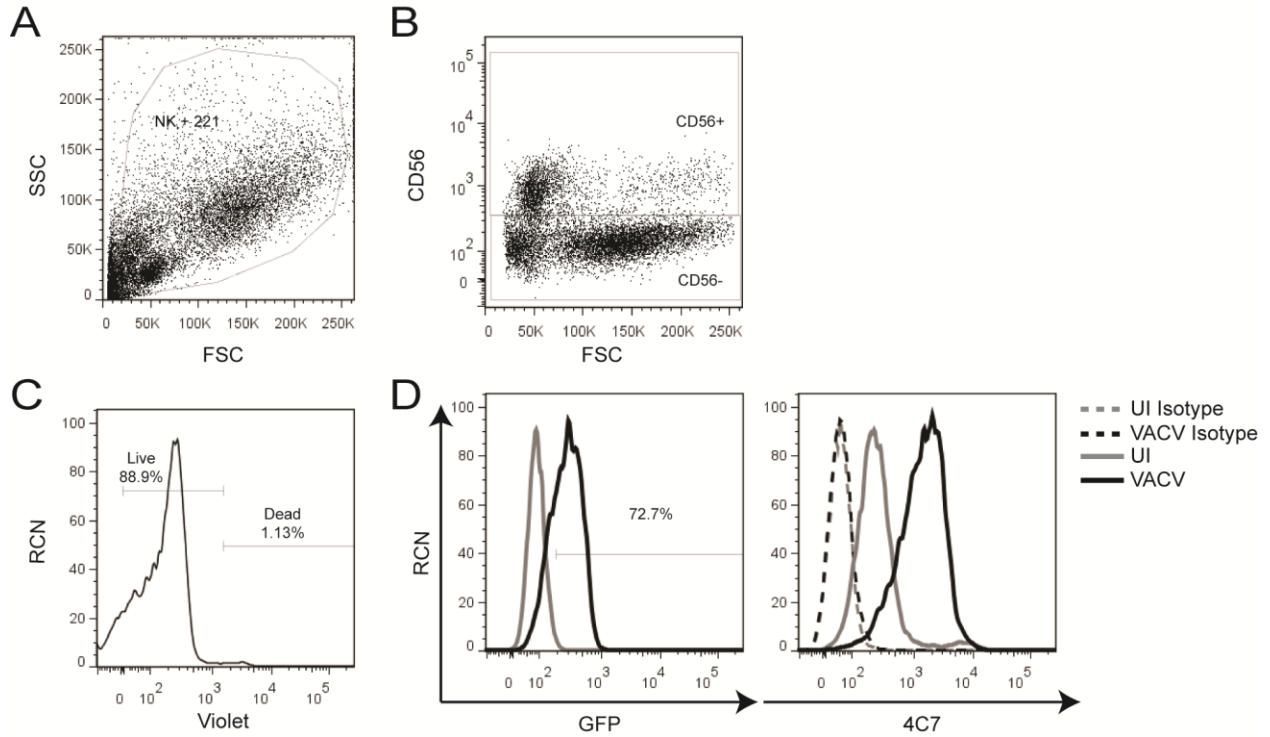 A
250K
200K
150K
100K
50K
0
SSC
NK + 221
0 50K 100K 150K 200K 250K
FSC
B
10^5
10^4
10^3
10^2
0
CD56
CD56+
CD56-
0 50K 100K 150K 200K 250K
FSC
C
100
80
60
40
20
0
RCN
Live
88.9%
Dead
1.13%
0 10^2 10^3 10^4 10^5
Violet
D
100
80
60
40
20
0
RCN
72.7%
0 10^2 10^3 10^4 10^5
GFP
100
80
60
40
20
0
0 10^2 10^3 10^4 10^5
4C7
UI Isotype
VACV Isotype
UI
VACV